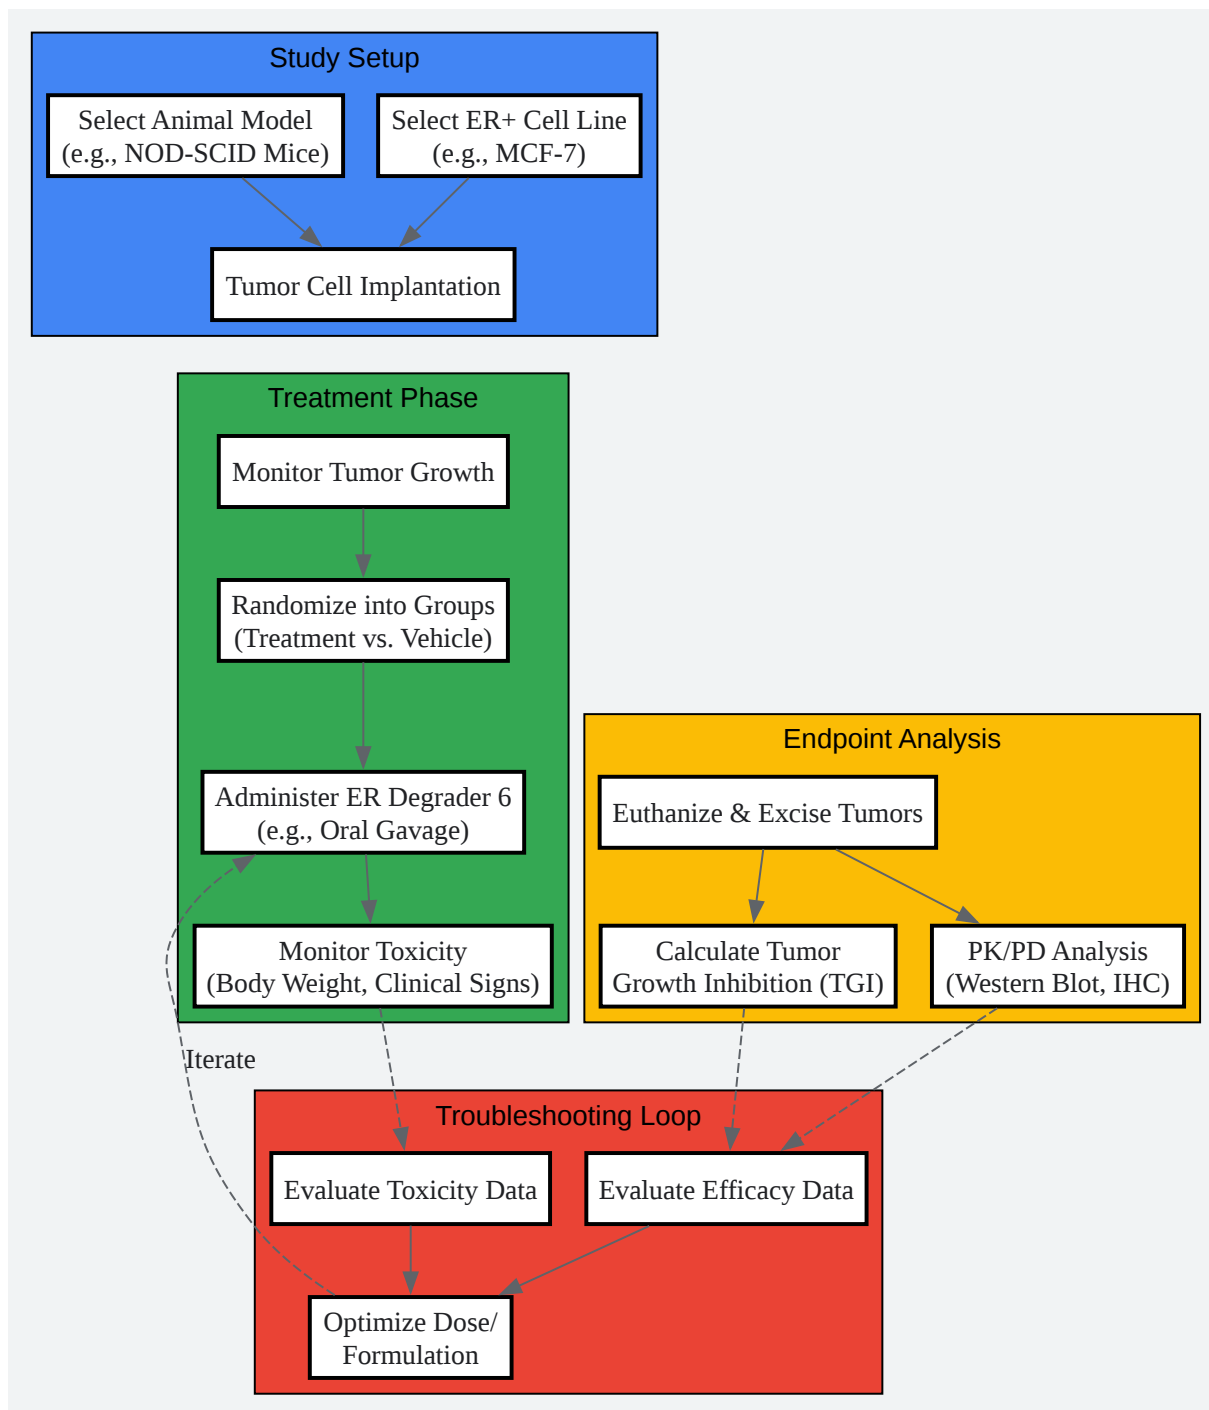 Study Setup
Select Animal Model
(e.g., NOD-SCID Mice)
Select ER+ Cell Line
(e.g., MCF-7)
Tumor Cell Implantation
Treatment Phase
Monitor Tumor Growth
Randomize into Groups
(Treatment vs. Vehicle)
Administer ER Degrader 6
(e.g., Oral Gavage)
Monitor Toxicity
(Body Weight, Clinical Signs)
Endpoint Analysis
Euthanize & Excise Tumors
Calculate Tumor
Growth Inhibition (TGI)
PK/PD Analysis
(Western Blot, IHC)
Iterate
Troubleshooting Loop
Evaluate Toxicity Data
Evaluate Efficacy Data
Optimize Dose/
Formulation